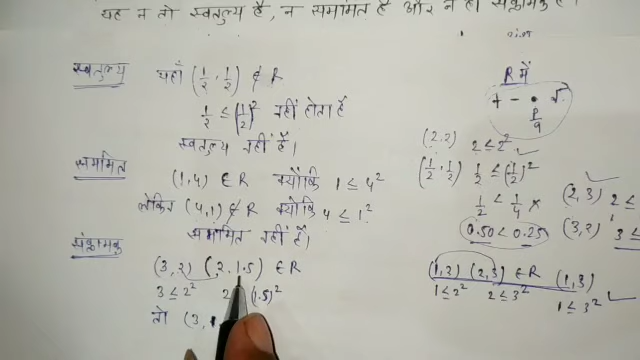 यह न तो स्वतुल्य है, न सममित है और न ही संक्रामक है।
स्वतुल्य यहाँ (1/2, 1/2) ∉ R
1/2 ≤ (1/2)² नहीं होता है
स्वतुल्य नहीं है।
सममित
(1,4) ∈ R क्योंकि 1 ≤ 4²
लेकिन (4,1) ∉ R क्योंकि 4 ≤ 1²
सममित नहीं है।
संक्रामक
(3,2) (2,1.5) ∈ R
3 ≤ 2² 2 (1.5)²
तो (3,
R में
+ - • √
p/q
(2,2) 2 ≤ 2²
(1/2, 1/2) 1/2 ≤ (1/2)²
1/2 < 1/4 ×
0.50 < 0.25
(2,3) 2 ≤
(3,2) 3 ≤
(1,2) (2,3) ∈ R (1,3)
1 ≤ 2² 2 ≤ 3² 1 ≤ 3²